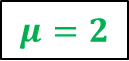 μ = 2